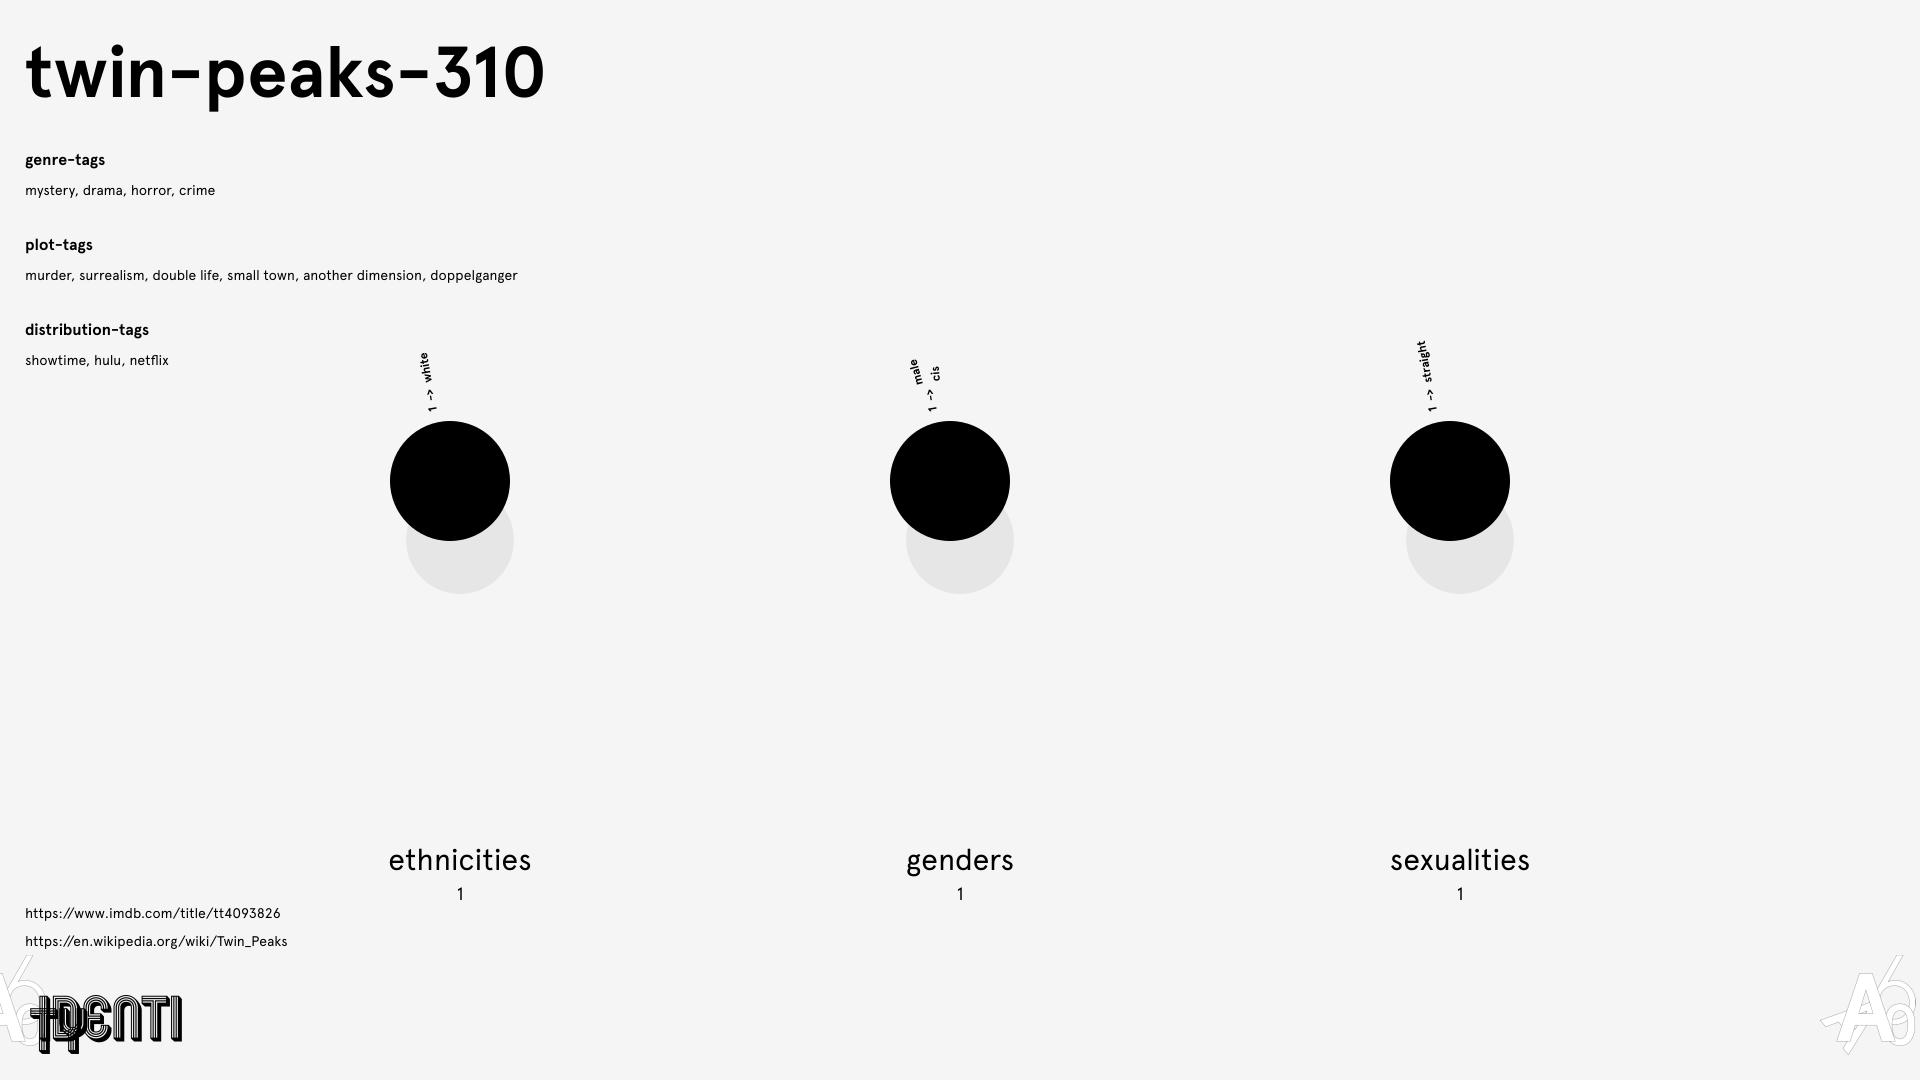 twin-peaks-310
genre-tags
mystery, drama, horror, crime
plot-tags
murder, surrealism, double life, small town, another dimension, doppelganger
distribution-tags
showtime, hulu, netflix
1 -> white
1 -> male
cis
1 -> straight
ethnicities
1
genders
1
sexualities
1
https://www.imdb.com/title/tt4093826
https://en.wikipedia.org/wiki/Twin_Peaks
IDENTI